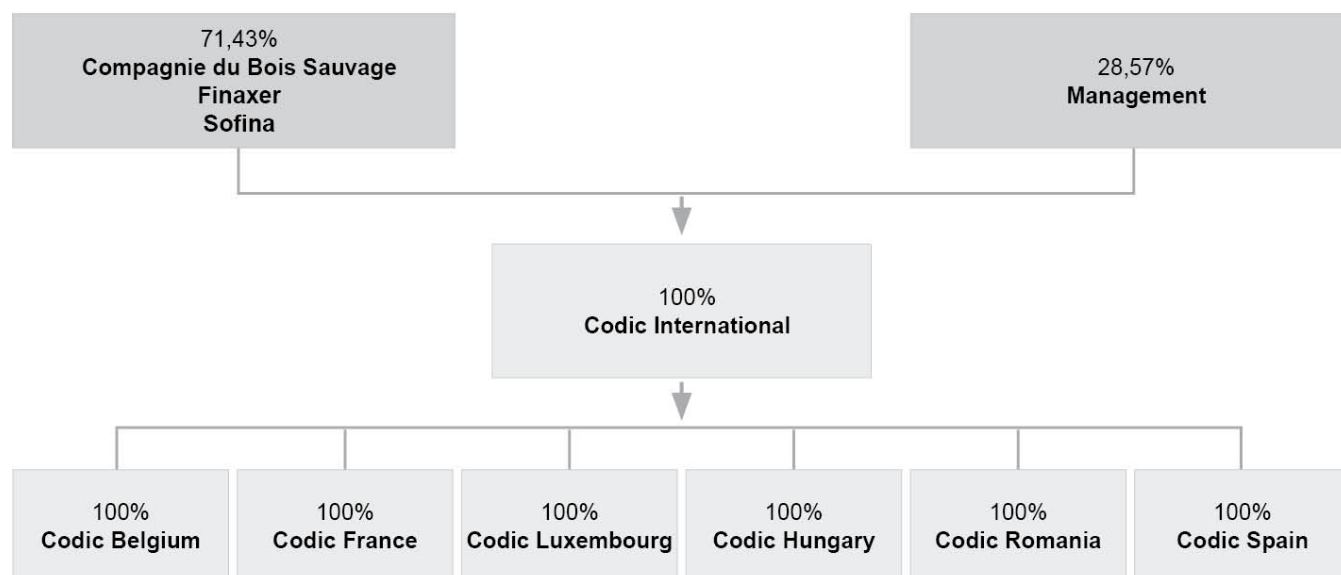 71,43%
Compagnie du Bois Sauvage
Finaxer
Sofina
28,57%
Management
100%
Codic International
100%
Codic Belgium
100%
Codic France
100%
Codic Luxembourg
100%
Codic Hungary
100%
Codic Romania
100%
Codic Spain